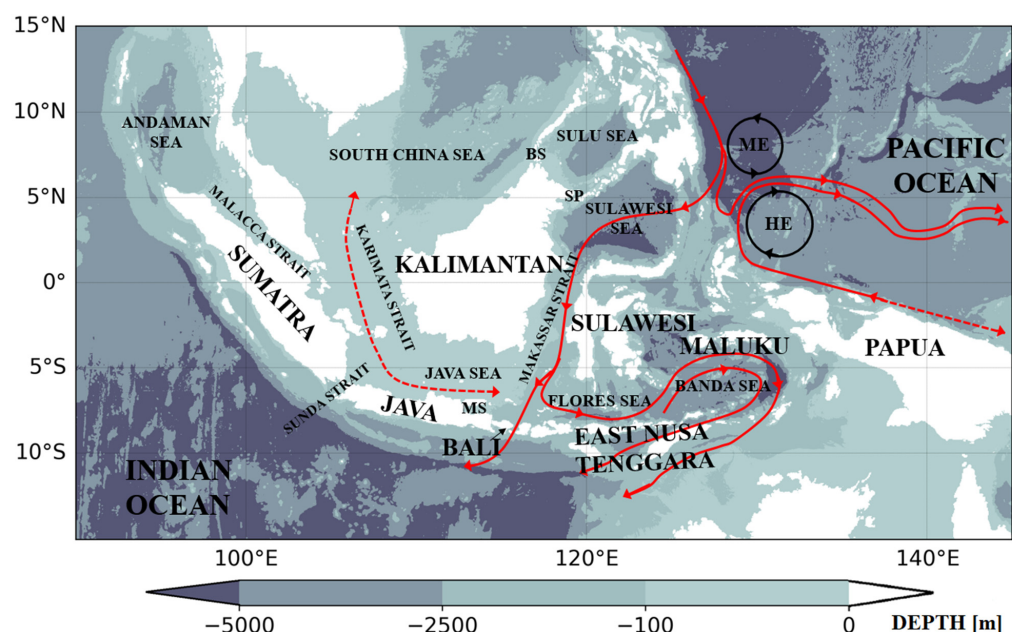 15°N
10°N
5°N
0°
5°S
10°S
ANDAMAN
SEA
SOUTH CHINA SEA
BS
SULU SEA
SP
SULAWESI
SEA
ME
HE
PACIFIC
OCEAN
MALACCA STRAIT
SUMATRA
KARIMATA STRAIT
KALIMANTAN
MAKASSAR STRAIT
SULAWESI
MALUKU
PAPUA
SUNDA STRAIT
JAVA SEA
JAVA
MS
FLORES SEA
BANDA SEA
BALI
EAST NUSA
TENGGARA
INDIAN
OCEAN
100°E
120°E
140°E
−5000
−2500
−100
0
DEPTH [m]